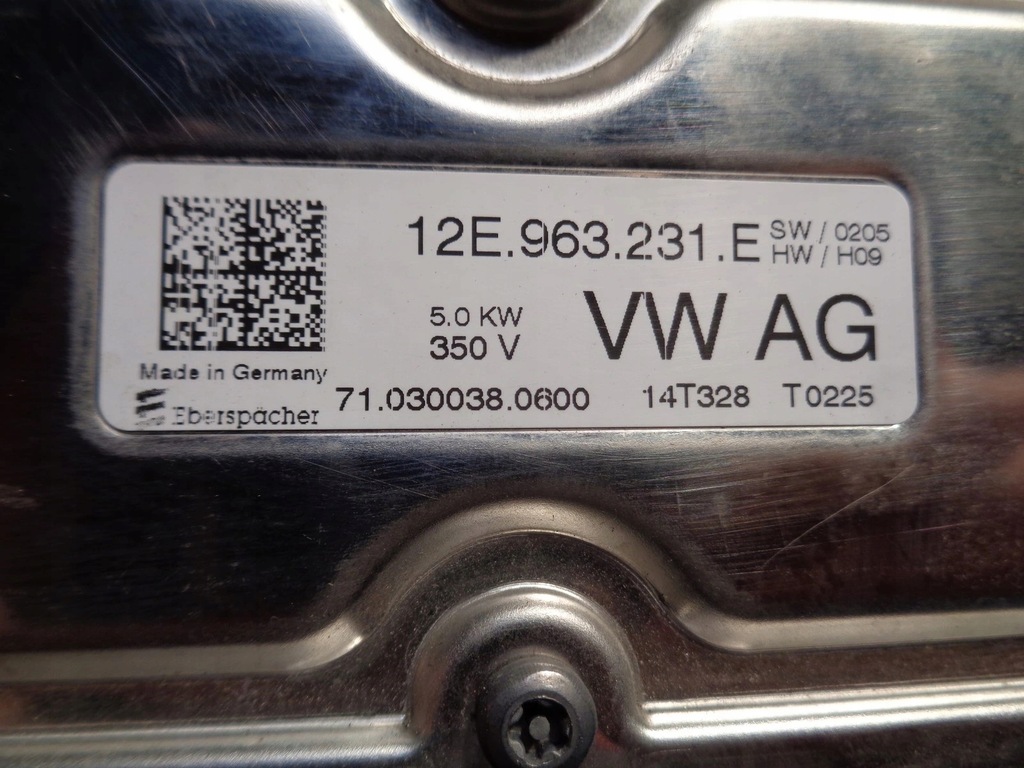 12E.963.231.E SW / 0205
HW / H09
5.0 KW
350 V
VW AG
Made in Germany
Eberspächer
71.030038.0600 14T328 T0225